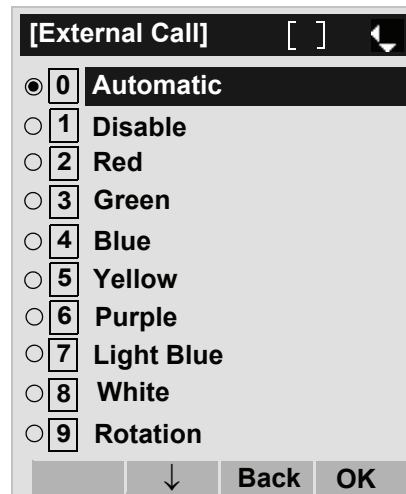 [External Call] [ ]
0 Automatic
1 Disable
2 Red
3 Green
4 Blue
5 Yellow
6 Purple
7 Light Blue
8 White
9 Rotation
↓ Back OK